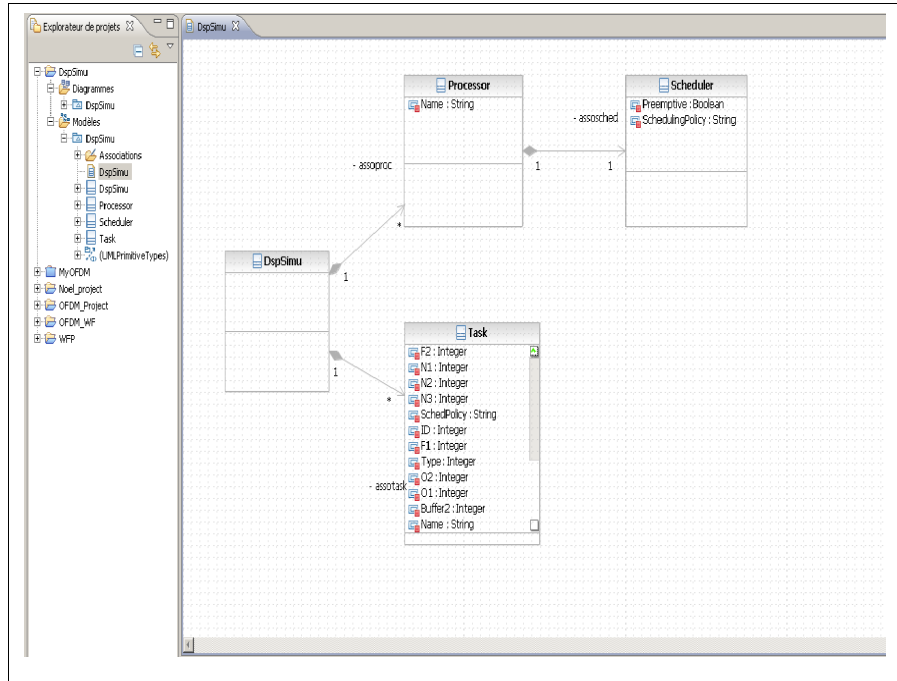 Explorateur de projets
DspSimu
DspSimu
Diagrammes
DspSimu
Modèles
DspSimu
Associations
DspSimu
DspSimu
Processor
Scheduler
Task
(UMLPrimitiveTypes)
MyOFDM
Noel_project
OFDM_Project
OFDM_WF
WFP
Processor
Name : String
Scheduler
Preemptive : Boolean
SchedulingPolicy : String
- assosched
1
1
- assoproc
*
DspSimu
1
1
*
- assotask
Task
F2 : Integer
N1 : Integer
N2 : Integer
N3 : Integer
SchedPolicy : String
ID : Integer
F1 : Integer
Type : Integer
O2 : Integer
O1 : Integer
Buffer2 : Integer
Name : String